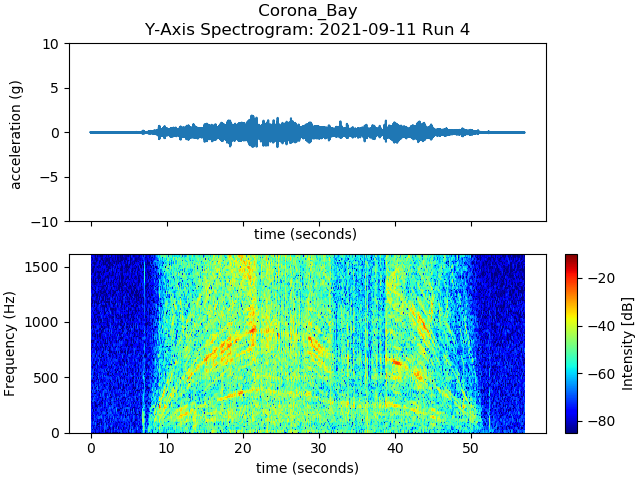 Corona_Bay
Y-Axis Spectrogram: 2021-09-11 Run 4
10
5
0
−5
−10
acceleration (g)
time (seconds)
1500
1000
500
0
Frequency (Hz)
0 10 20 30 40 50
time (seconds)
−20
−40
−60
−80
Intensity [dB]